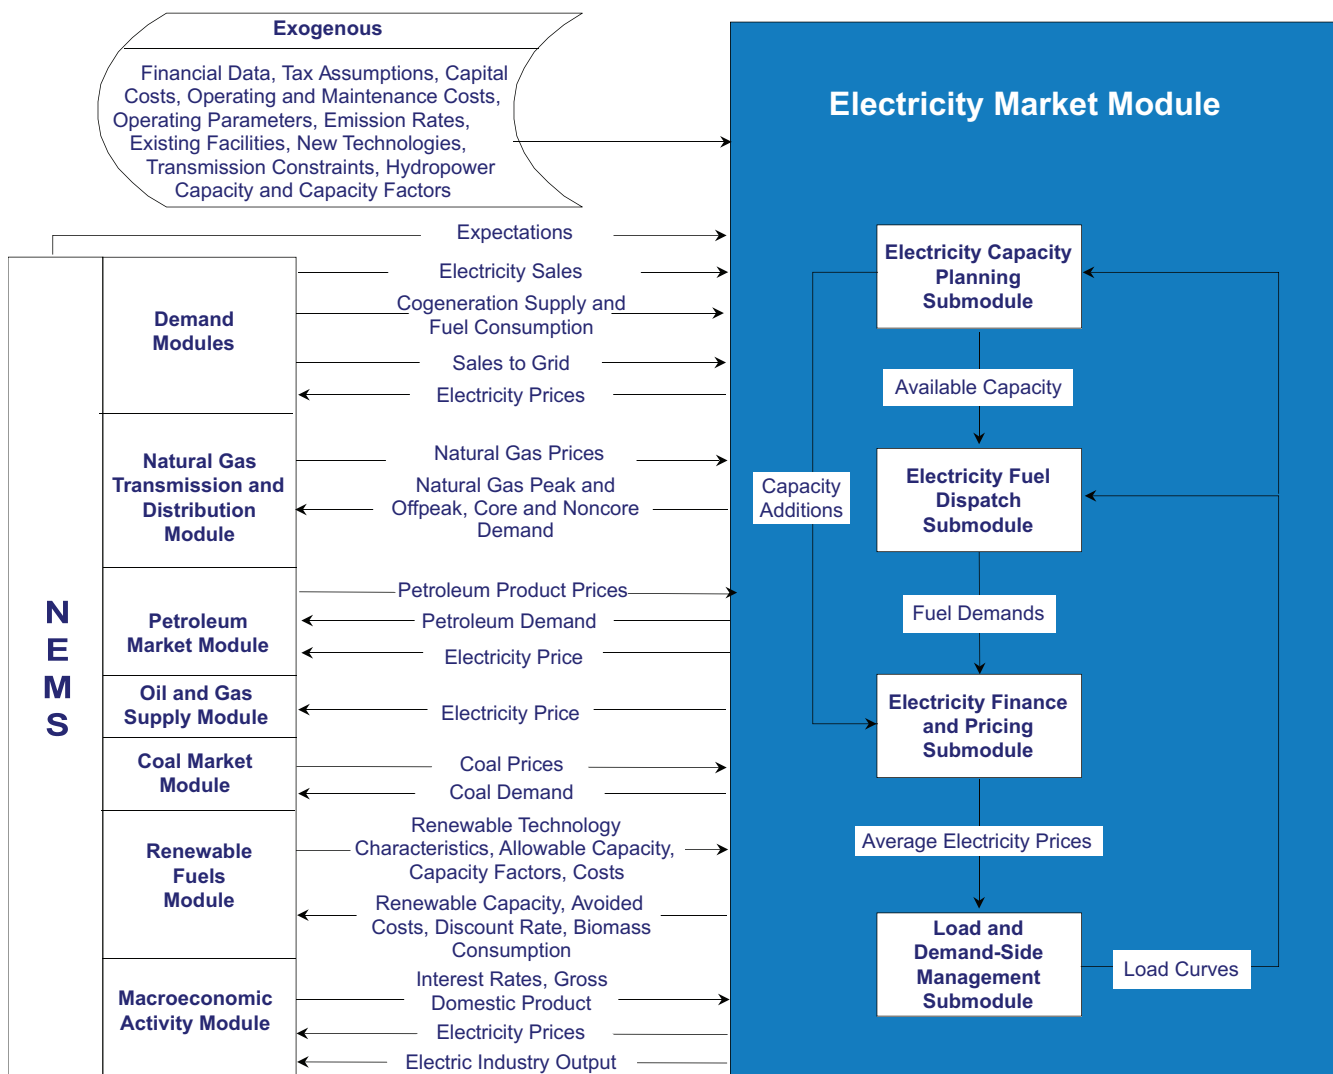 Exogenous
Financial Data, Tax Assumptions, Capital
Costs, Operating and Maintenance Costs,
Operating Parameters, Emission Rates,
Existing Facilities, New Technologies,
Transmission Constraints, Hydropower
Capacity and Capacity Factors
Electricity Market Module
NEMS
Demand
Modules
Natural Gas
Transmission and
Distribution
Module
Petroleum
Market Module
Oil and Gas
Supply Module
Coal Market
Module
Renewable
Fuels
Module
Macroeconomic
Activity Module
Expectations
Electricity Sales
Cogeneration Supply and
Fuel Consumption
Sales to Grid
Electricity Prices
Natural Gas Prices
Natural Gas Peak and
Offpeak, Core and Noncore
Demand
Petroleum Product Prices
Petroleum Demand
Electricity Price
Electricity Price
Coal Prices
Coal Demand
Renewable Technology
Characteristics, Allowable Capacity,
Capacity Factors, Costs
Renewable Capacity, Avoided
Costs, Discount Rate, Biomass
Consumption
Interest Rates, Gross
Domestic Product
Electricity Prices
Electric Industry Output
Electricity Capacity
Planning
Submodule
Available Capacity
Capacity
Additions
Electricity Fuel
Dispatch
Submodule
Fuel Demands
Electricity Finance
and Pricing
Submodule
Average Electricity Prices
Load and
Demand-Side
Management
Submodule
Load Curves